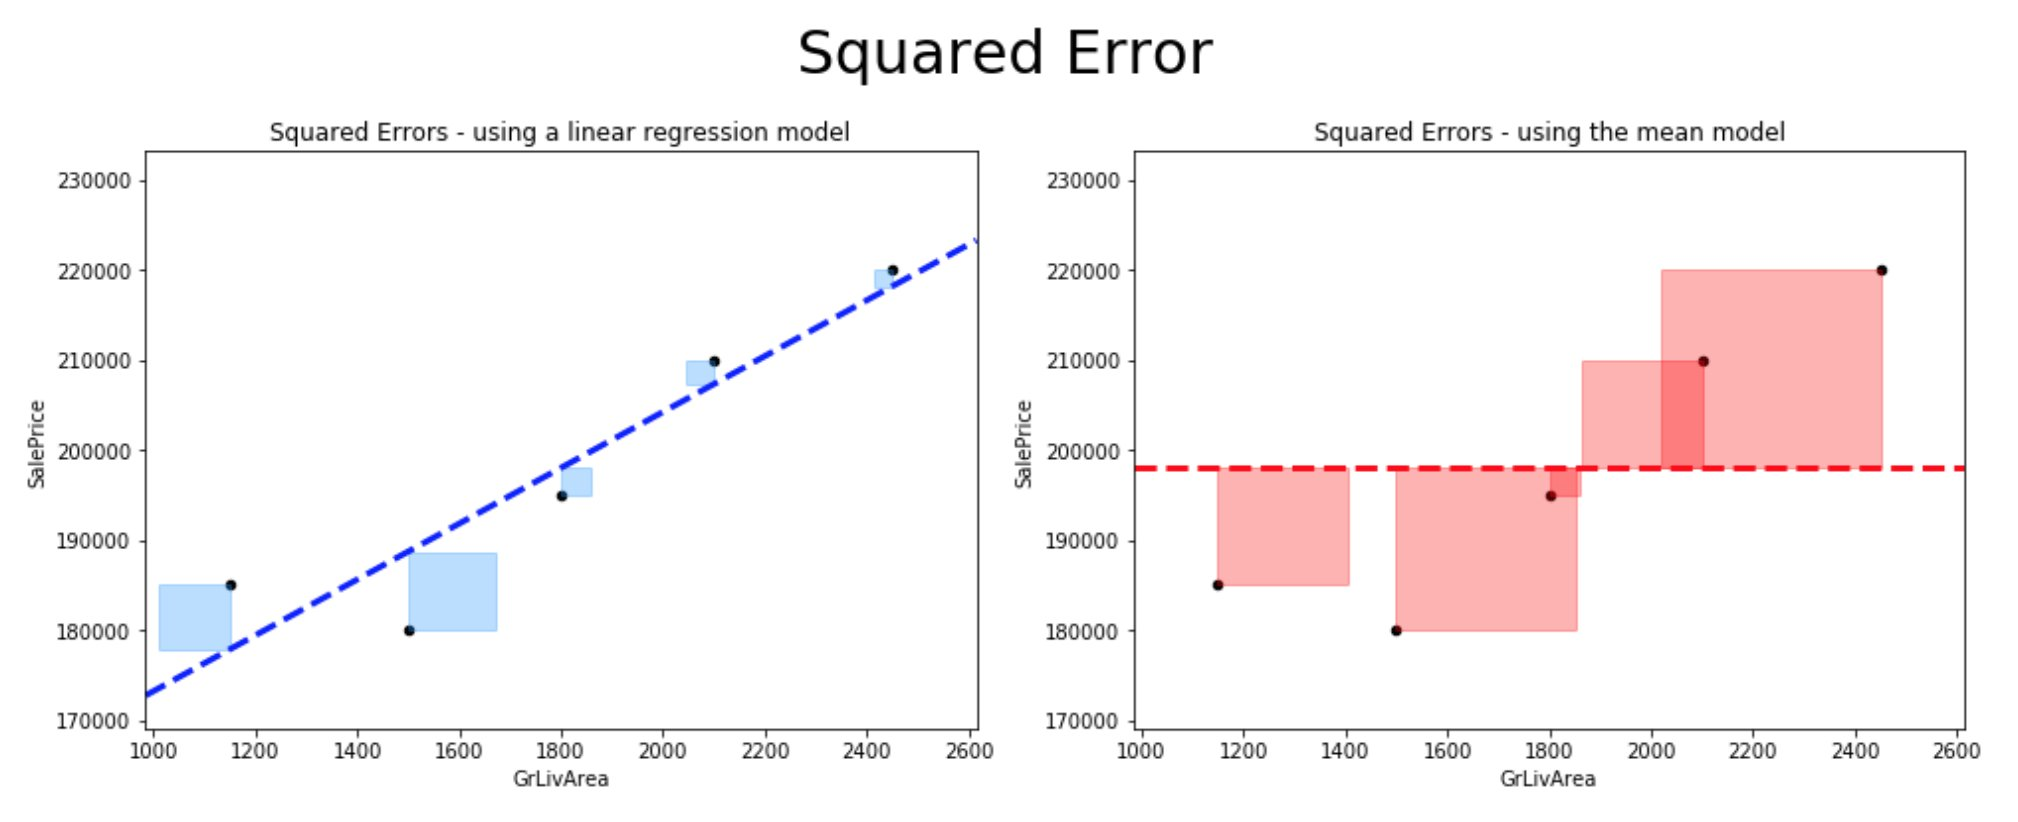 Squared Error
Squared Errors - using a linear regression model
230000
220000
210000
200000
190000
180000
170000
SalePrice
1000 1200 1400 1600 1800 2000 2200 2400 2600
GrLivArea
Squared Errors - using the mean model
230000
220000
210000
200000
190000
180000
170000
SalePrice
1000 1200 1400 1600 1800 2000 2200 2400 2600
GrLivArea